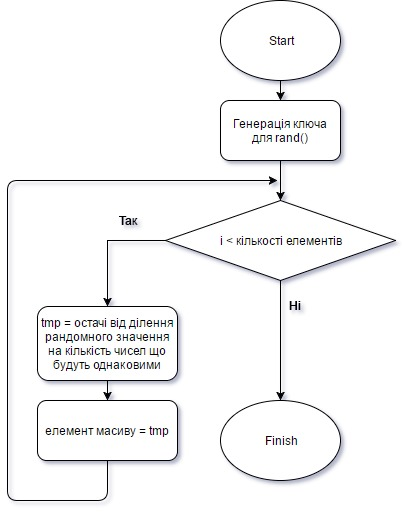 Start
Генерація ключа
для rand()
i < кількості елементів
Так
Ні
tmp = остачі від ділення
рандомного значення
на кількість чисел що
будуть однаковими
елемент масиву = tmp
Finish